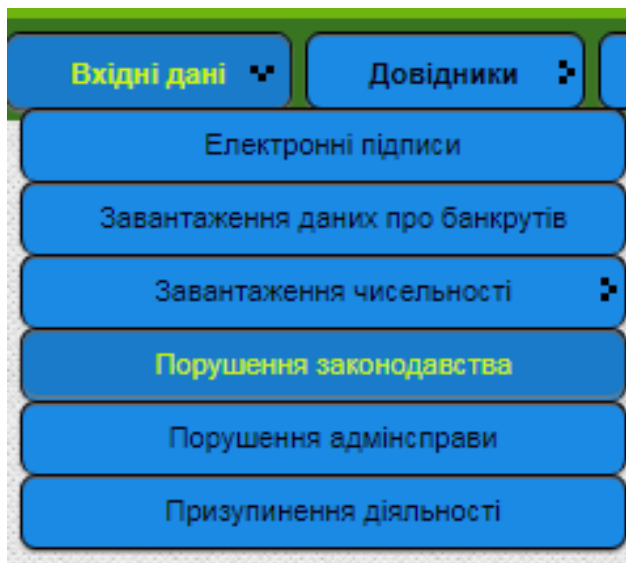 Вхідні дані
Довідники
Електронні підписи
Завантаження даних про банкрутів
Завантаження чисельності
Порушення законодавства
Порушення адмінсправи
Призупинення діяльності